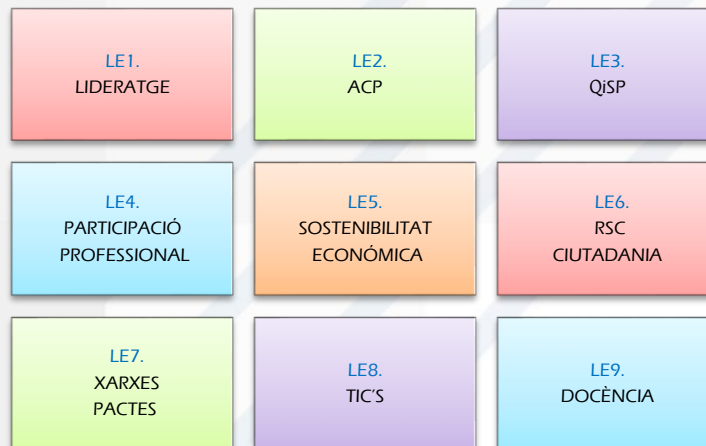 LE1.
LIDERATGE
LE2.
ACP
LE3.
QiSP
LE4.
PARTICIPACIÓ
PROFESSIONAL
LE5.
SOSTENIBILITAT
ECONÓMICA
LE6.
RSC
CIUTADANIA
LE7.
XARXES
PACTES
LE8.
TIC´S
LE9.
DOCÈNCIA